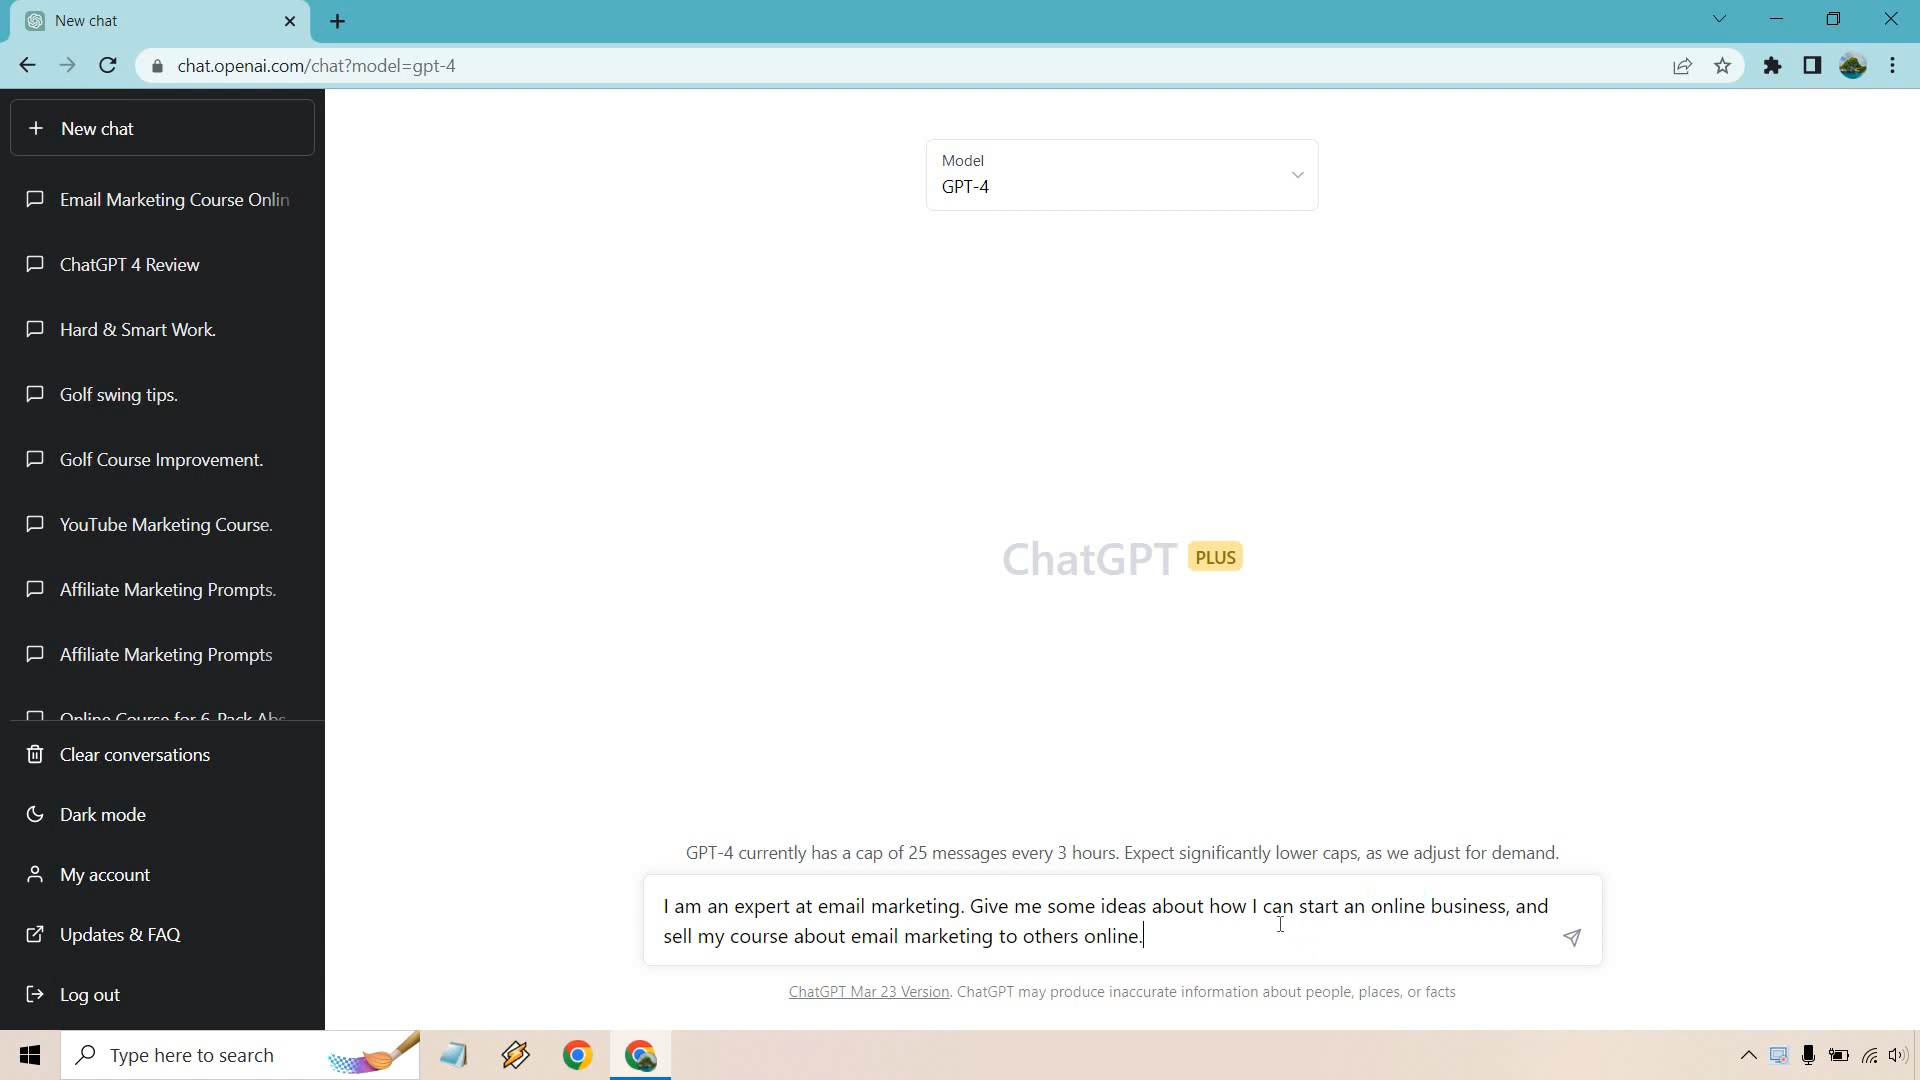 New chat
chat.openai.com/chat?model=gpt-4
New chat
Email Marketing Course Onlin
ChatGPT 4 Review
Hard & Smart Work.
Golf swing tips.
Golf Course Improvement.
YouTube Marketing Course.
Affiliate Marketing Prompts.
Affiliate Marketing Prompts
Online Course for 6-Pack Abs
Clear conversations
Dark mode
My account
Updates & FAQ
Log out
Model
GPT-4
ChatGPT PLUS
GPT-4 currently has a cap of 25 messages every 3 hours. Expect significantly lower caps, as we adjust for demand.
I am an expert at email marketing. Give me some ideas about how I can start an online business, and
sell my course about email marketing to others online.
ChatGPT Mar 23 Version. ChatGPT may produce inaccurate information about people, places, or facts
Type here to search